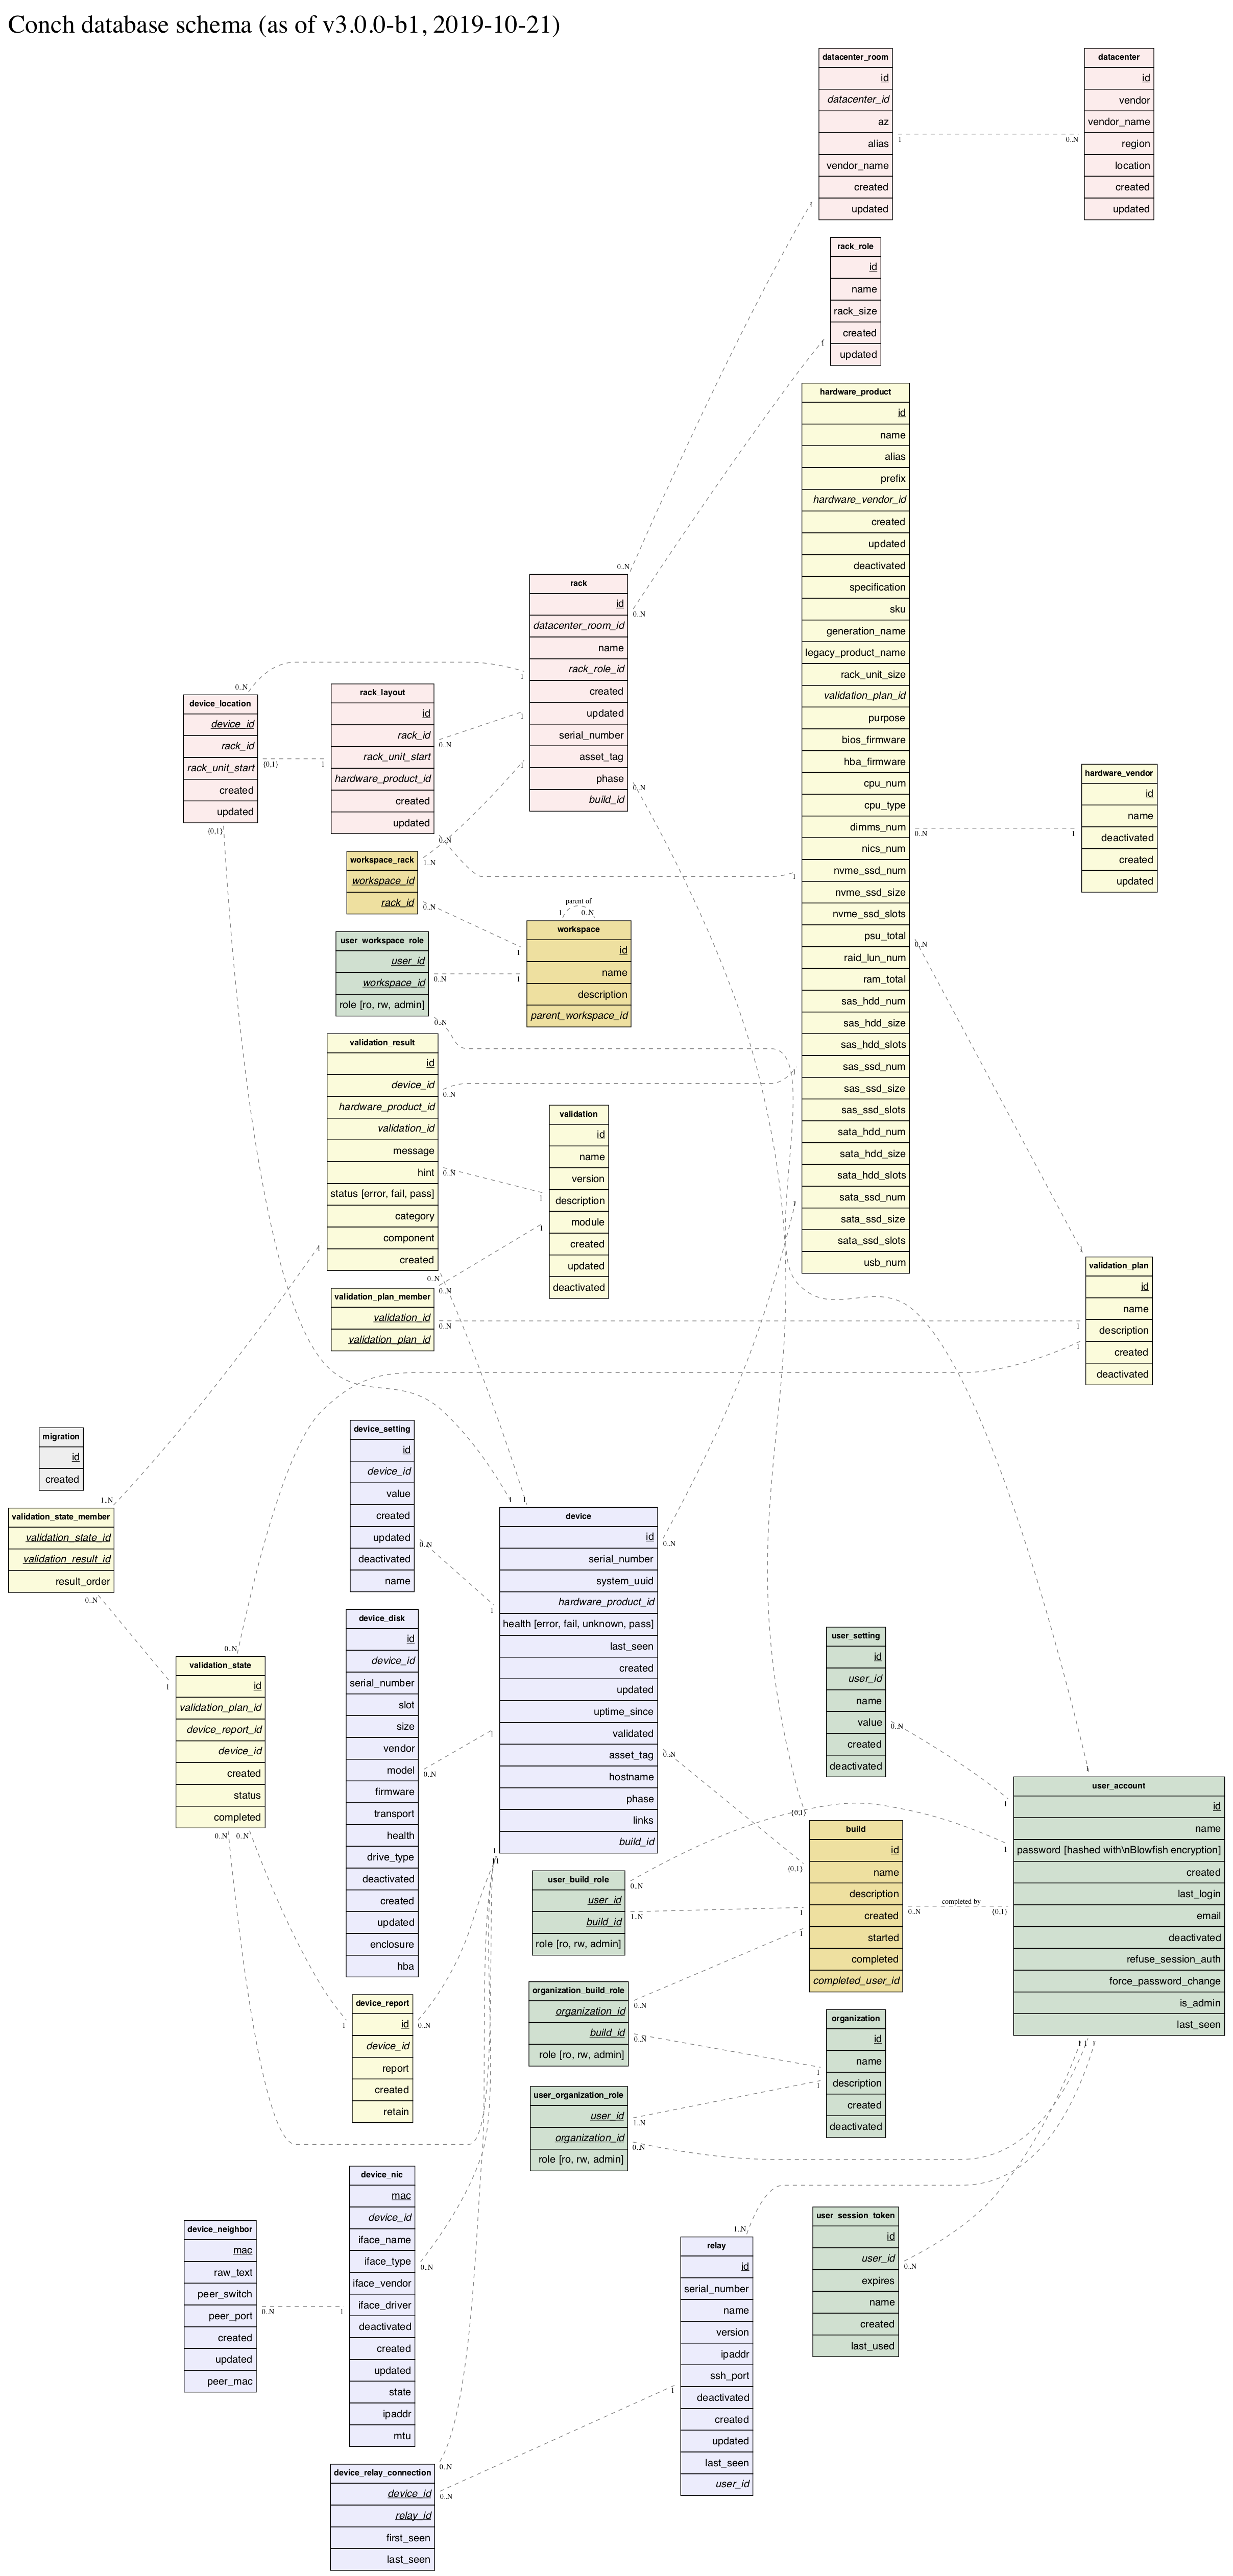 Conch database schema (as of v3.0.0-b1, 2019-10-21)
datacenter_room
id
datacenter_id
az
alias
vendor_name
created
updated
datacenter
id
vendor
vendor_name
region
location
created
updated
1
0..N
rack_role
id
name
rack_size
created
updated
hardware_product
id
name
alias
prefix
hardware_vendor_id
created
updated
deactivated
specification
sku
generation_name
legacy_product_name
rack_unit_size
validation_plan_id
purpose
bios_firmware
hba_firmware
cpu_num
cpu_type
dimms_num
nics_num
nvme_ssd_num
nvme_ssd_size
nvme_ssd_slots
psu_total
raid_lun_num
ram_total
sas_hdd_num
sas_hdd_size
sas_hdd_slots
sas_ssd_num
sas_ssd_size
sas_ssd_slots
sata_hdd_num
sata_hdd_size
sata_hdd_slots
sata_ssd_num
sata_ssd_size
sata_ssd_slots
usb_num
0..N
rack
id
datacenter_room_id
name
rack_role_id
created
updated
serial_number
asset_tag
phase
build_id
0..N
0..N
1
1
1
0..N
device_location
device_id
rack_id
rack_unit_start
created
updated
{0,1}
{0,1}
1
rack_layout
id
rack_id
rack_unit_start
hardware_product_id
created
updated
0..N
0..N
1
hardware_vendor
id
name
deactivated
created
updated
0..N
1
workspace_rack
workspace_id
rack_id
1..N
0..N
parent of
1
0..N
workspace
id
name
description
parent_workspace_id
1
1
user_workspace_role
user_id
workspace_id
role [ro, rw, admin]
0..N
0..N
0..N
validation_result
id
device_id
hardware_product_id
validation_id
message
hint
status [error, fail, pass]
category
component
created
0..N
0..N
0..N
1
1
validation
id
name
version
description
module
created
updated
deactivated
1
1
validation_plan_member
validation_id
validation_plan_id
0..N
0..N
validation_plan
id
name
description
created
deactivated
1
1
1
migration
id
created
validation_state_member
validation_state_id
validation_result_id
result_order
1..N
0..N
1
device_setting
id
device_id
value
created
updated
deactivated
name
0..N
device
id
serial_number
system_uuid
hardware_product_id
health [error, fail, unknown, pass]
last_seen
created
updated
uptime_since
validated
asset_tag
hostname
phase
links
build_id
1
1
0..N
1
1
0..N
device_disk
id
device_id
serial_number
slot
size
vendor
model
firmware
transport
health
drive_type
deactivated
created
updated
enclosure
hba
0..N
validation_state
id
validation_plan_id
device_report_id
device_id
created
status
completed
0..N
1
0..N
0..N
user_setting
id
user_id
name
value
created
deactivated
0..N
user_account
id
name
password [hashed with\nBlowfish encryption]
created
last_login
email
deactivated
refuse_session_auth
force_password_change
is_admin
last_seen
1
1
build
id
name
description
created
started
completed
completed_user_id
{0,1}
{0,1}
1
1
completed by
0..N
{0,1}
user_build_role
user_id
build_id
role [ro, rw, admin]
0..N
1..N
organization_build_role
organization_id
build_id
role [ro, rw, admin]
0..N
0..N
device_report
id
device_id
report
created
retain
1
0..N
organization
id
name
description
created
deactivated
1
1
user_organization_role
user_id
organization_id
role [ro, rw, admin]
1..N
0..N
device_nic
mac
device_id
iface_name
iface_type
iface_vendor
iface_driver
deactivated
created
updated
state
ipaddr
mtu
0..N
device_neighbor
mac
raw_text
peer_switch
peer_port
created
updated
peer_mac
0..N
1
user_session_token
id
user_id
expires
name
created
last_used
0..N
relay
id
serial_number
name
version
ipaddr
ssh_port
deactivated
created
updated
last_seen
user_id
1..N
1
device_relay_connection
device_id
relay_id
first_seen
last_seen
0..N
0..N